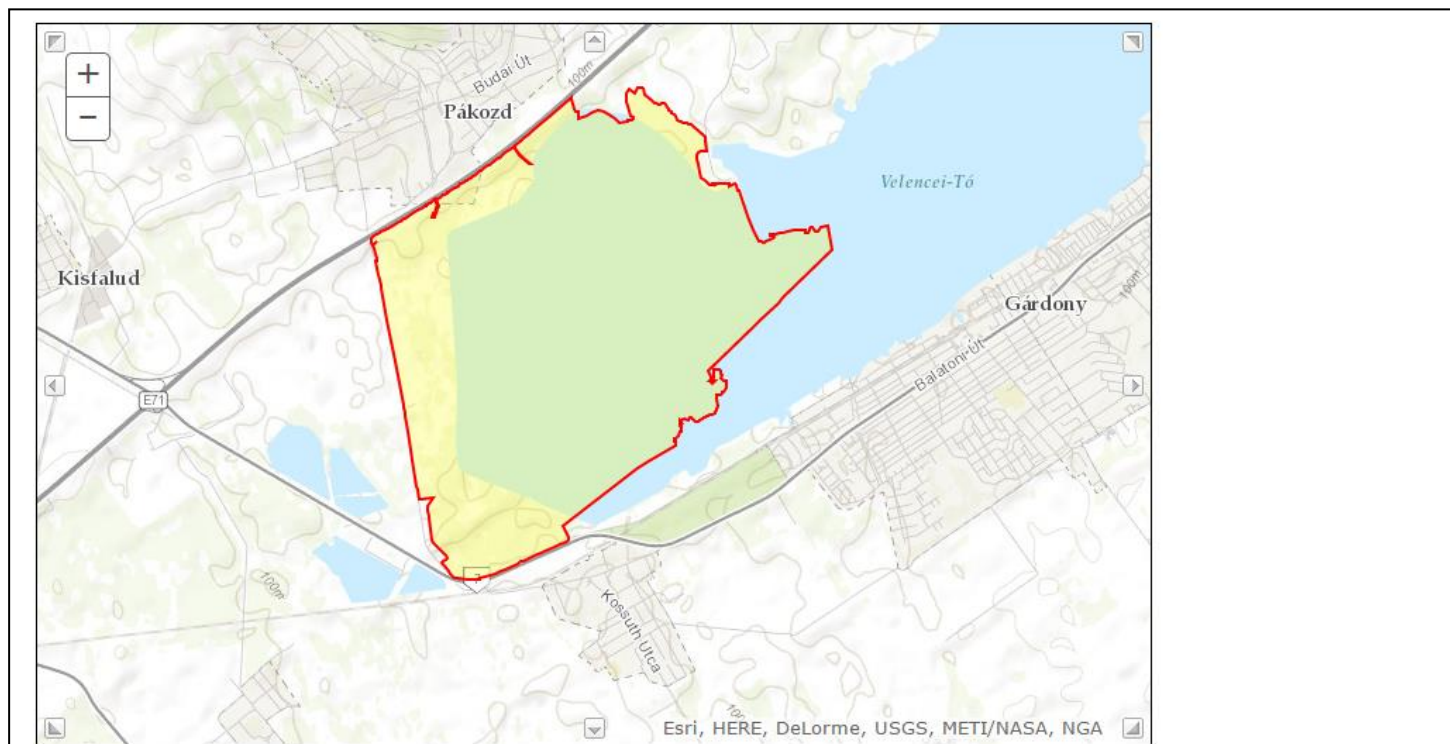 +
−
Budai Út
100m
Pákozd
Velencei-Tó
Kisfalud
Gárdony
100m
Balatoni Út
E71
100m
Kossuth Utca
100m
Esri, HERE, DeLorme, USGS, METI/NASA, NGA